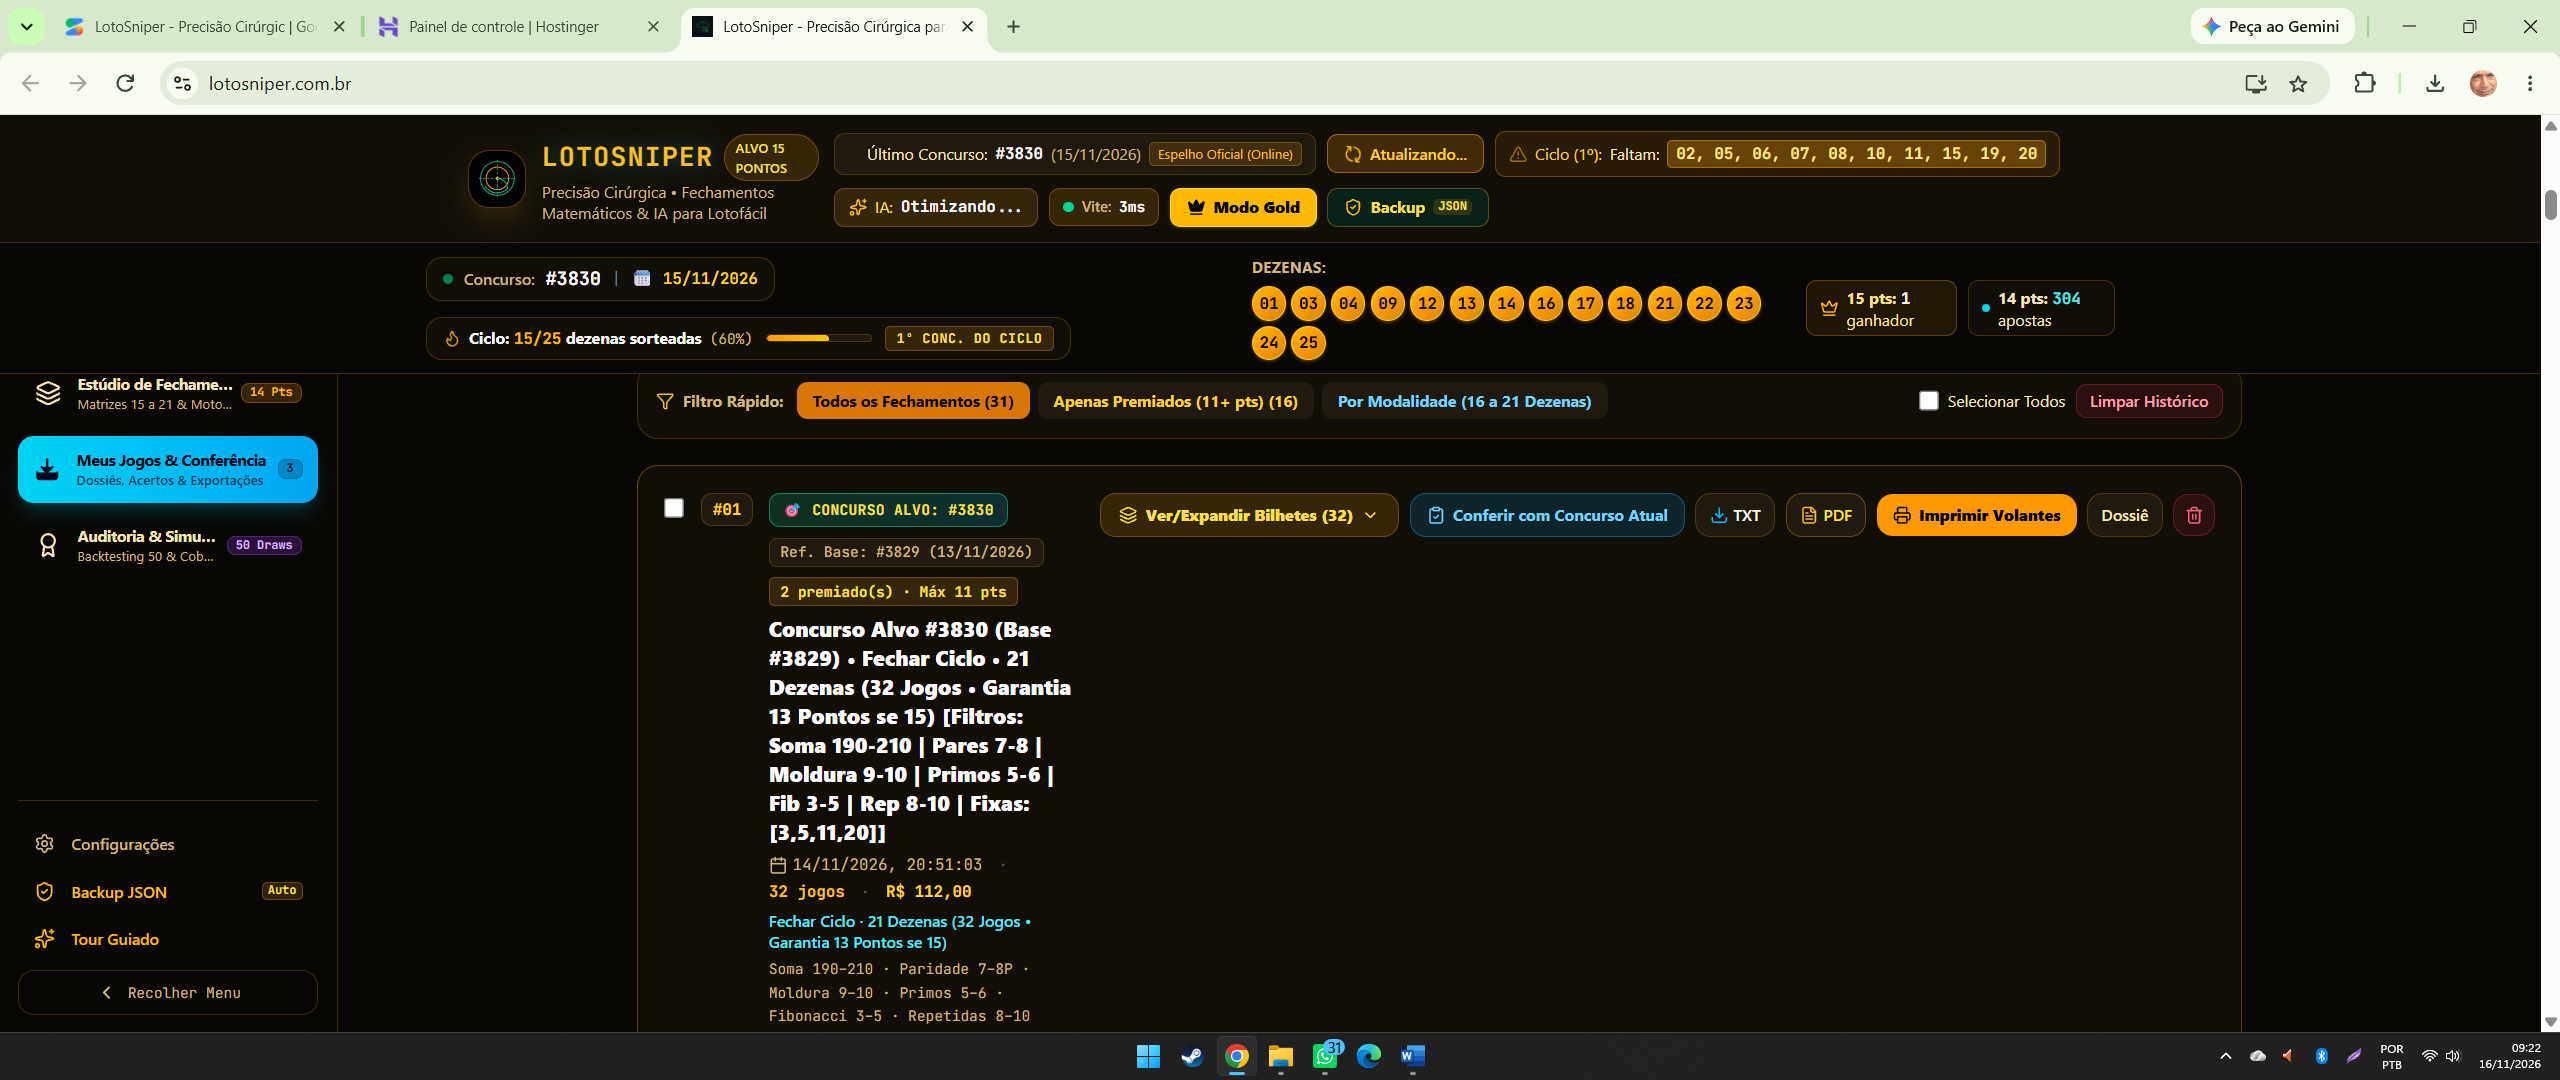 LotoSniper - Precisão Cirúrgic | Goo
Painel de controle | Hostinger
LotoSniper - Precisão Cirúrgica par
Peça ao Gemini
lotosniper.com.br
LOTOSNIPER
ALVO 15
PONTOS
Precisão Cirúrgica • Fechamentos
Matemáticos & IA para Lotofácil
Último Concurso: #3830 (15/11/2026) Espelho Oficial (Online)
Atualizando...
Ciclo (1º): Faltam: 02, 05, 06, 07, 08, 10, 11, 15, 19, 20
IA: Otimizando...
Vite: 3ms
Modo Gold
Backup JSON
Concurso: #3830 | 15/11/2026
Ciclo: 15/25 dezenas sorteadas (60%)
1º CONC. DO CICLO
DEZENAS:
01 03 04 09 12 13 14 16 17 18 21 22 23
24 25
15 pts: 1
ganhador
14 pts: 304
apostas
Estúdio de Fechame...
Matrizes 15 a 21 & Moto...
14 Pts
Meus Jogos & Conferência
Dossiês, Acertos & Exportações
3
Auditoria & Simu...
Backtesting 50 & Cob...
50 Draws
Configurações
Backup JSON
Auto
Tour Guiado
Recolher Menu
Filtro Rápido:
Todos os Fechamentos (31)
Apenas Premiados (11+ pts) (16)
Por Modalidade (16 a 21 Dezenas)
Selecionar Todos
Limpar Histórico
#01
CONCURSO ALVO: #3830
Ver/Expandir Bilhetes (32)
Conferir com Concurso Atual
TXT
PDF
Imprimir Volantes
Dossiê
Ref. Base: #3829 (13/11/2026)
2 premiado(s) · Máx 11 pts
Concurso Alvo #3830 (Base
#3829) • Fechar Ciclo • 21
Dezenas (32 Jogos • Garantia
13 Pontos se 15) [Filtros:
Soma 190-210 | Pares 7-8 |
Moldura 9-10 | Primos 5-6 |
Fib 3-5 | Rep 8-10 | Fixas:
[3,5,11,20]]
14/11/2026, 20:51:03 ·
32 jogos · R$ 112,00
Fechar Ciclo · 21 Dezenas (32 Jogos •
Garantia 13 Pontos se 15)
Soma 190-210 · Paridade 7-8P ·
Moldura 9-10 · Primos 5-6 ·
Fibonacci 3-5 · Repetidas 8-10
31
POR
PTB
09:22
16/11/2026